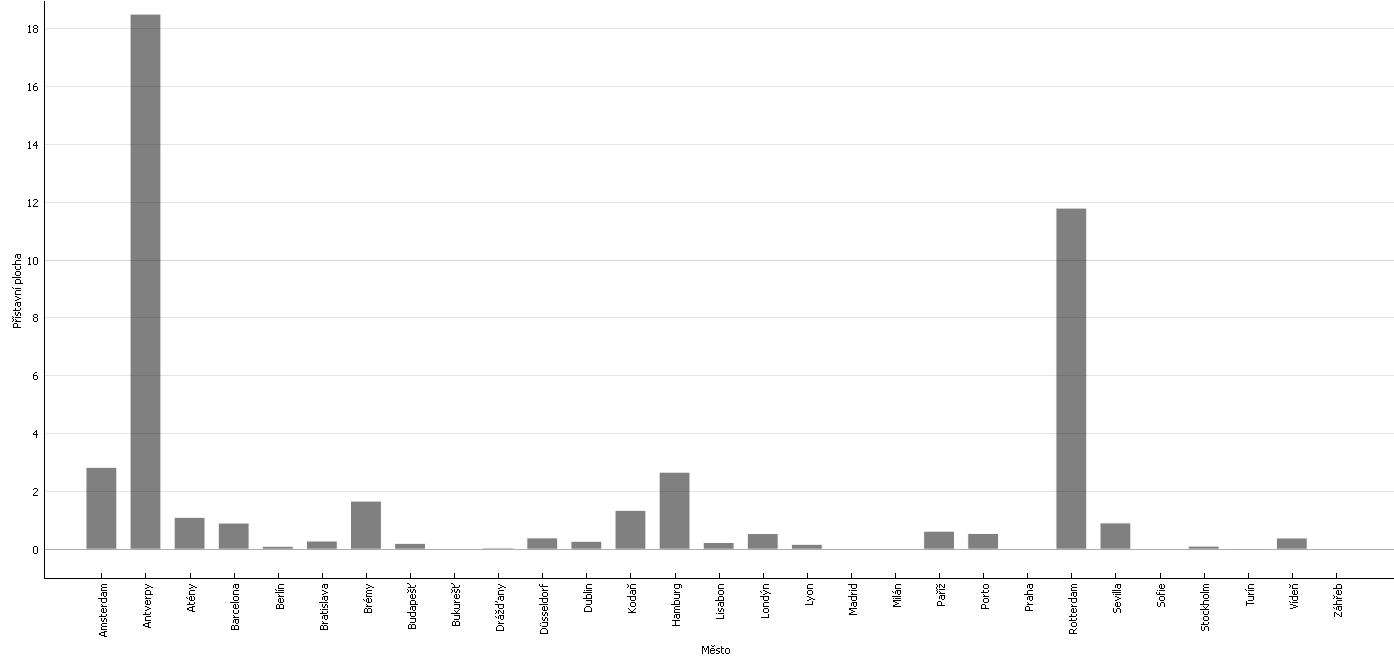 18
16
14
12
10
8
6
4
2
0
Přístavní plocha
Amsterdam
Antverpy
Atény
Barcelona
Berlín
Bratislava
Brémy
Budapešť
Bukurešť
Drážďany
Düsseldorf
Dublin
Kodaň
Hamburg
Lisabon
Londýn
Lyon
Madrid
Milán
Paříž
Porto
Praha
Rotterdam
Sevilla
Sofie
Stockholm
Turín
Vídeň
Záhřeb
Město